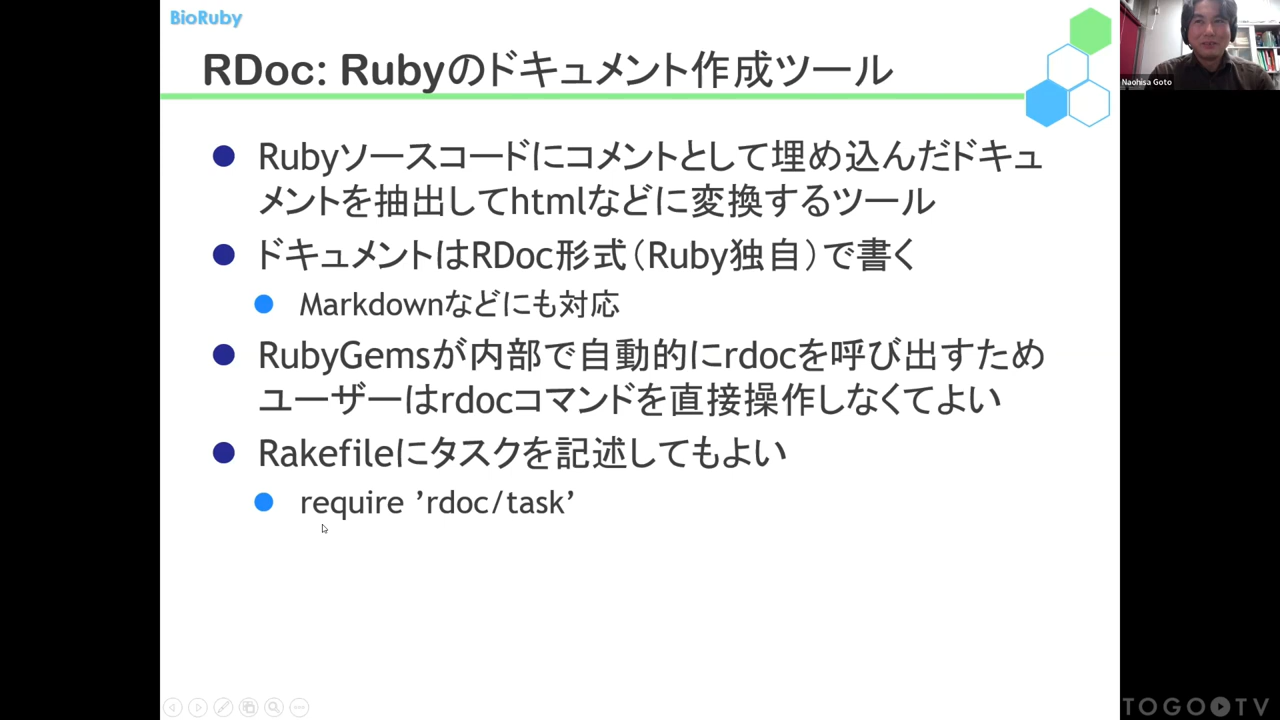 BioRuby
RDoc: Rubyのドキュメント作成ツール
Naohisa Goto
Rubyソースコードにコメントとして埋め込んだドキュ
メントを抽出してhtmlなどに変換するツール
ドキュメントはRDoc形式（Ruby独自）で書く
Markdownなどにも対応
RubyGemsが内部で自動的にrdocを呼び出すため
ユーザーはrdocコマンドを直接操作しなくてよい
Rakefileにタスクを記述してもよい
require ’rdoc/task’
TOGOTV